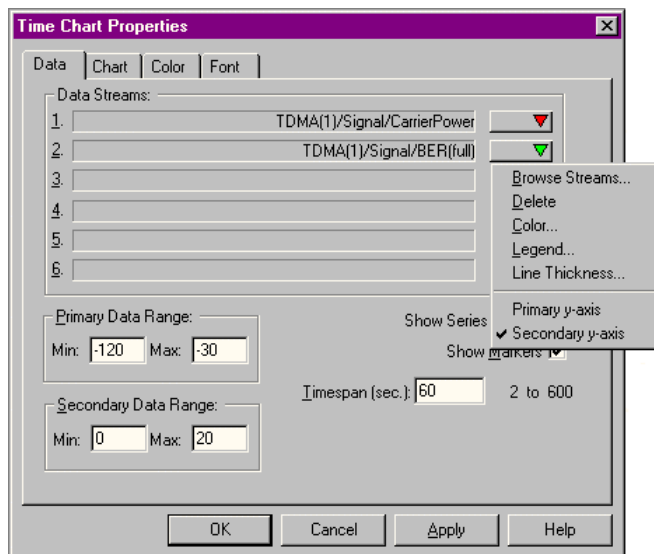 Time Chart Properties
Data Chart Color Font
Data Streams:
1. TDMA(1)/Signal/CarrierPower
2. TDMA(1)/Signal/BER(full)
3.
4.
5.
6.
Browse Streams...
Delete
Color...
Legend...
Line Thickness...
Primary y-axis
Secondary y-axis
Primary Data Range:
Min: -120 Max: -30
Show Series
Show Markers
Timespan (sec.): 60 2 to 600
Secondary Data Range:
Min: 0 Max: 20
OK Cancel Apply Help